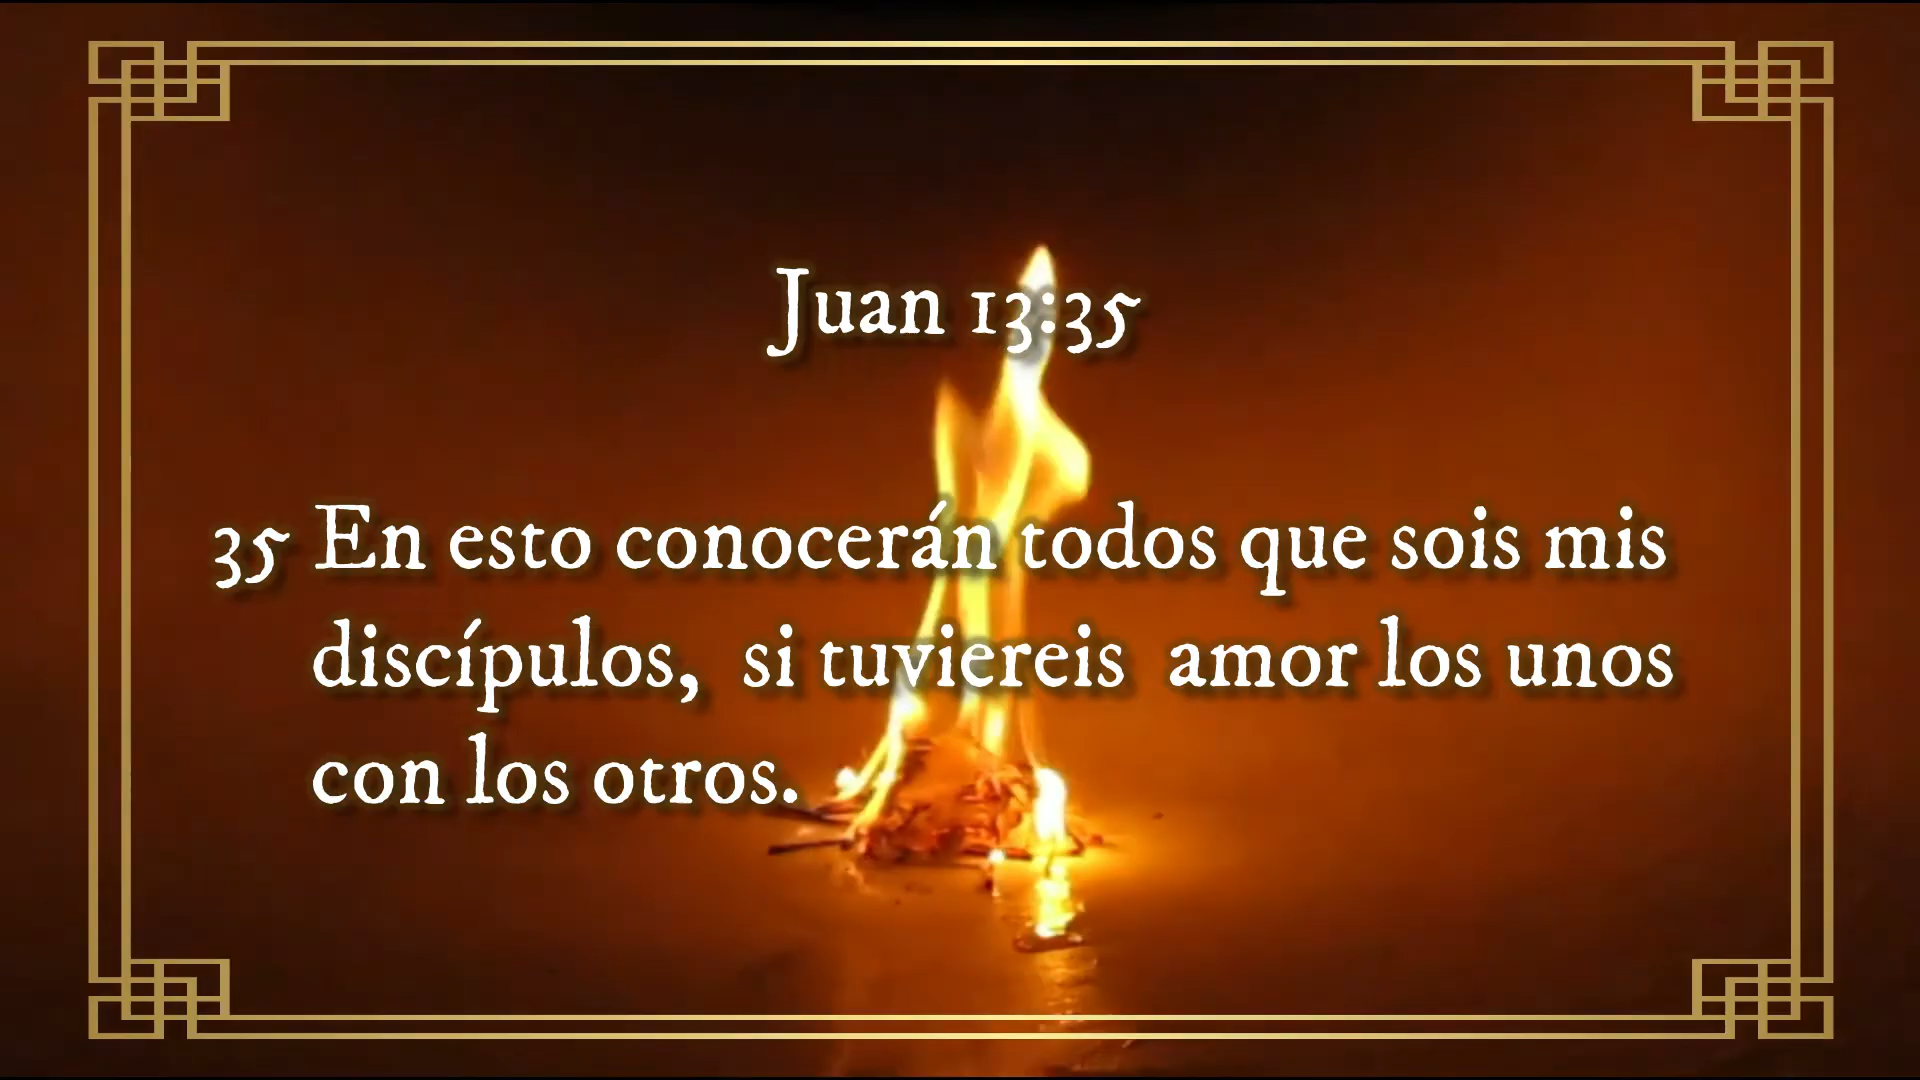 Juan 13:35
35 En esto conocerán todos que sois mis
discípulos, si tuviereis amor los unos
con los otros.